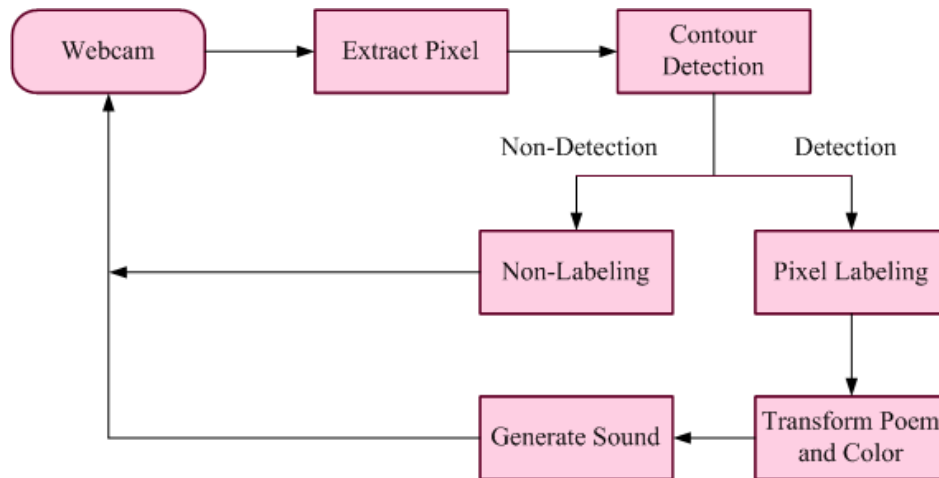 Webcam
Extract Pixel
Contour
Detection
Non-Detection
Detection
Non-Labeling
Pixel Labeling
Generate Sound
Transform Poem
and Color